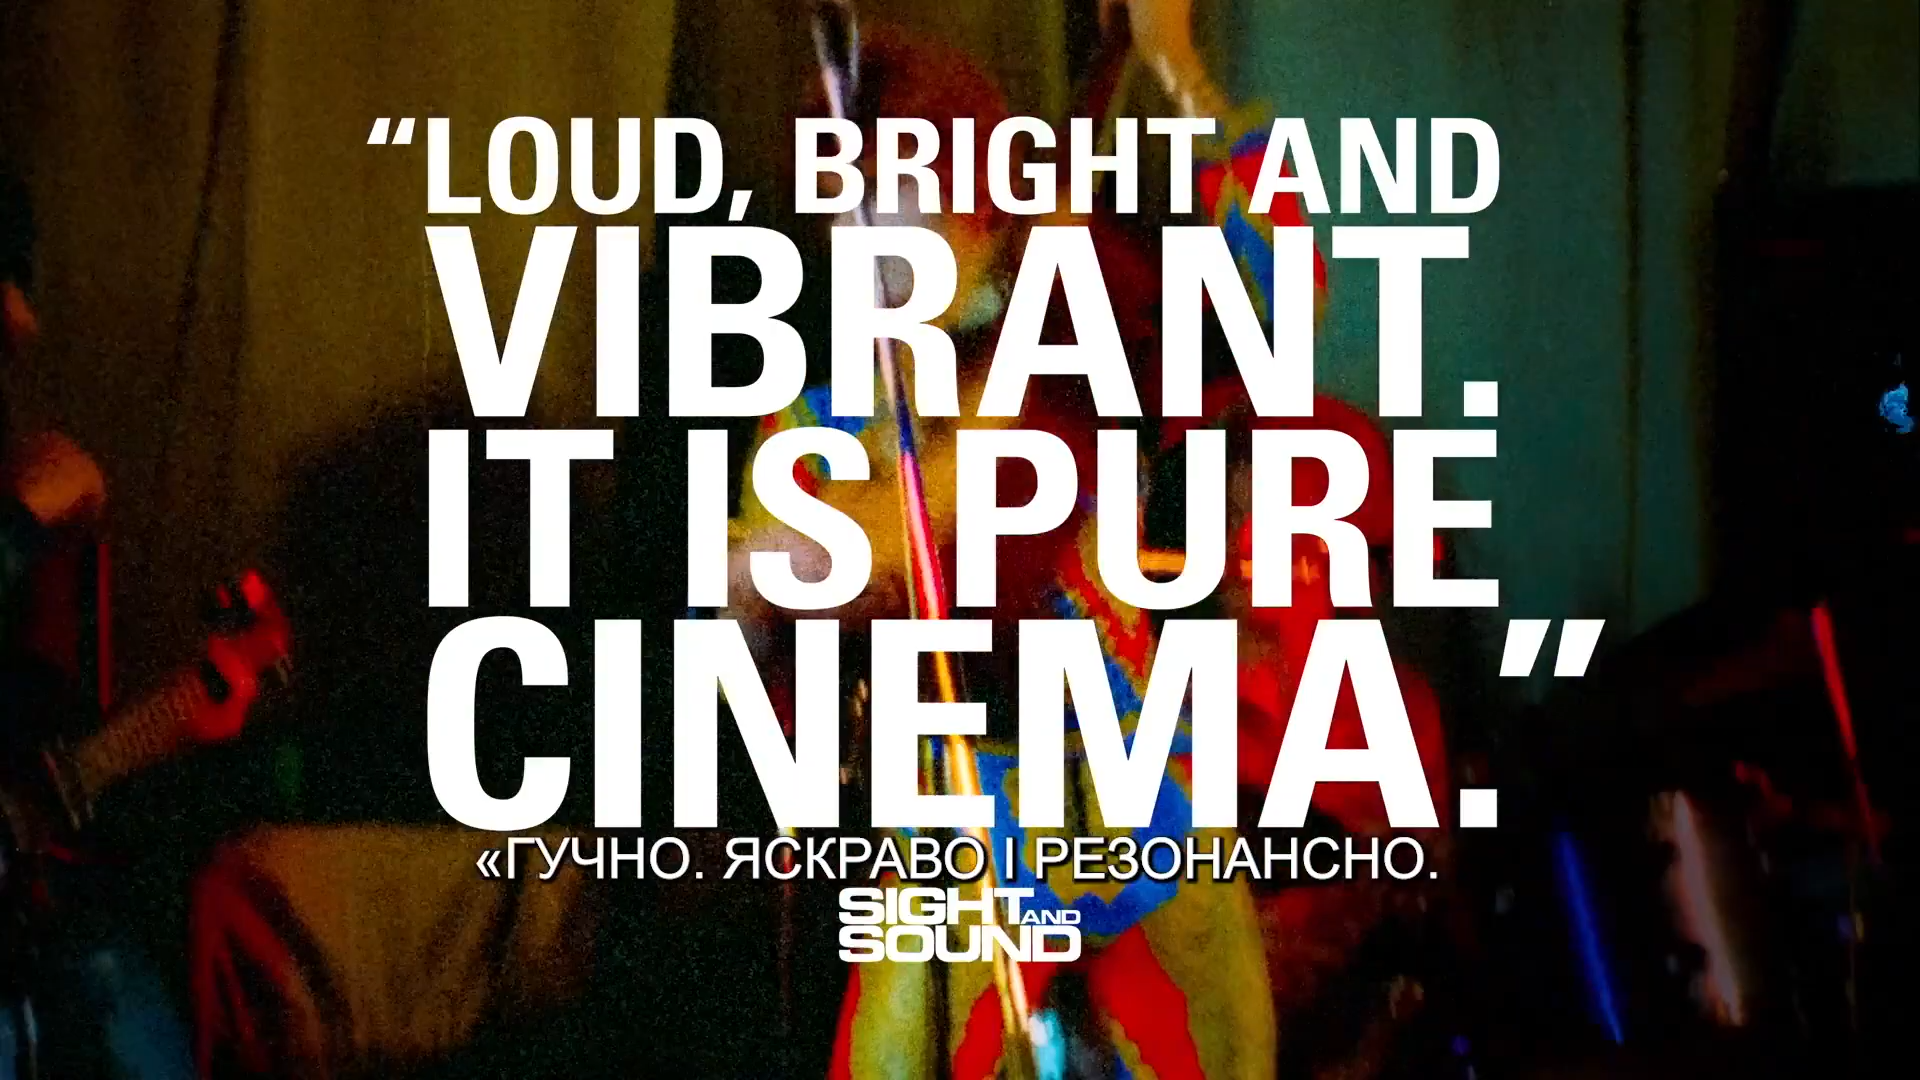 “LOUD, BRIGHT AND
VIBRANT.
IT IS PURE
CINEMA.”
«ГУЧНО. ЯСКРАВО І РЕЗОНАНСНО.
SIGHT AND
SOUND